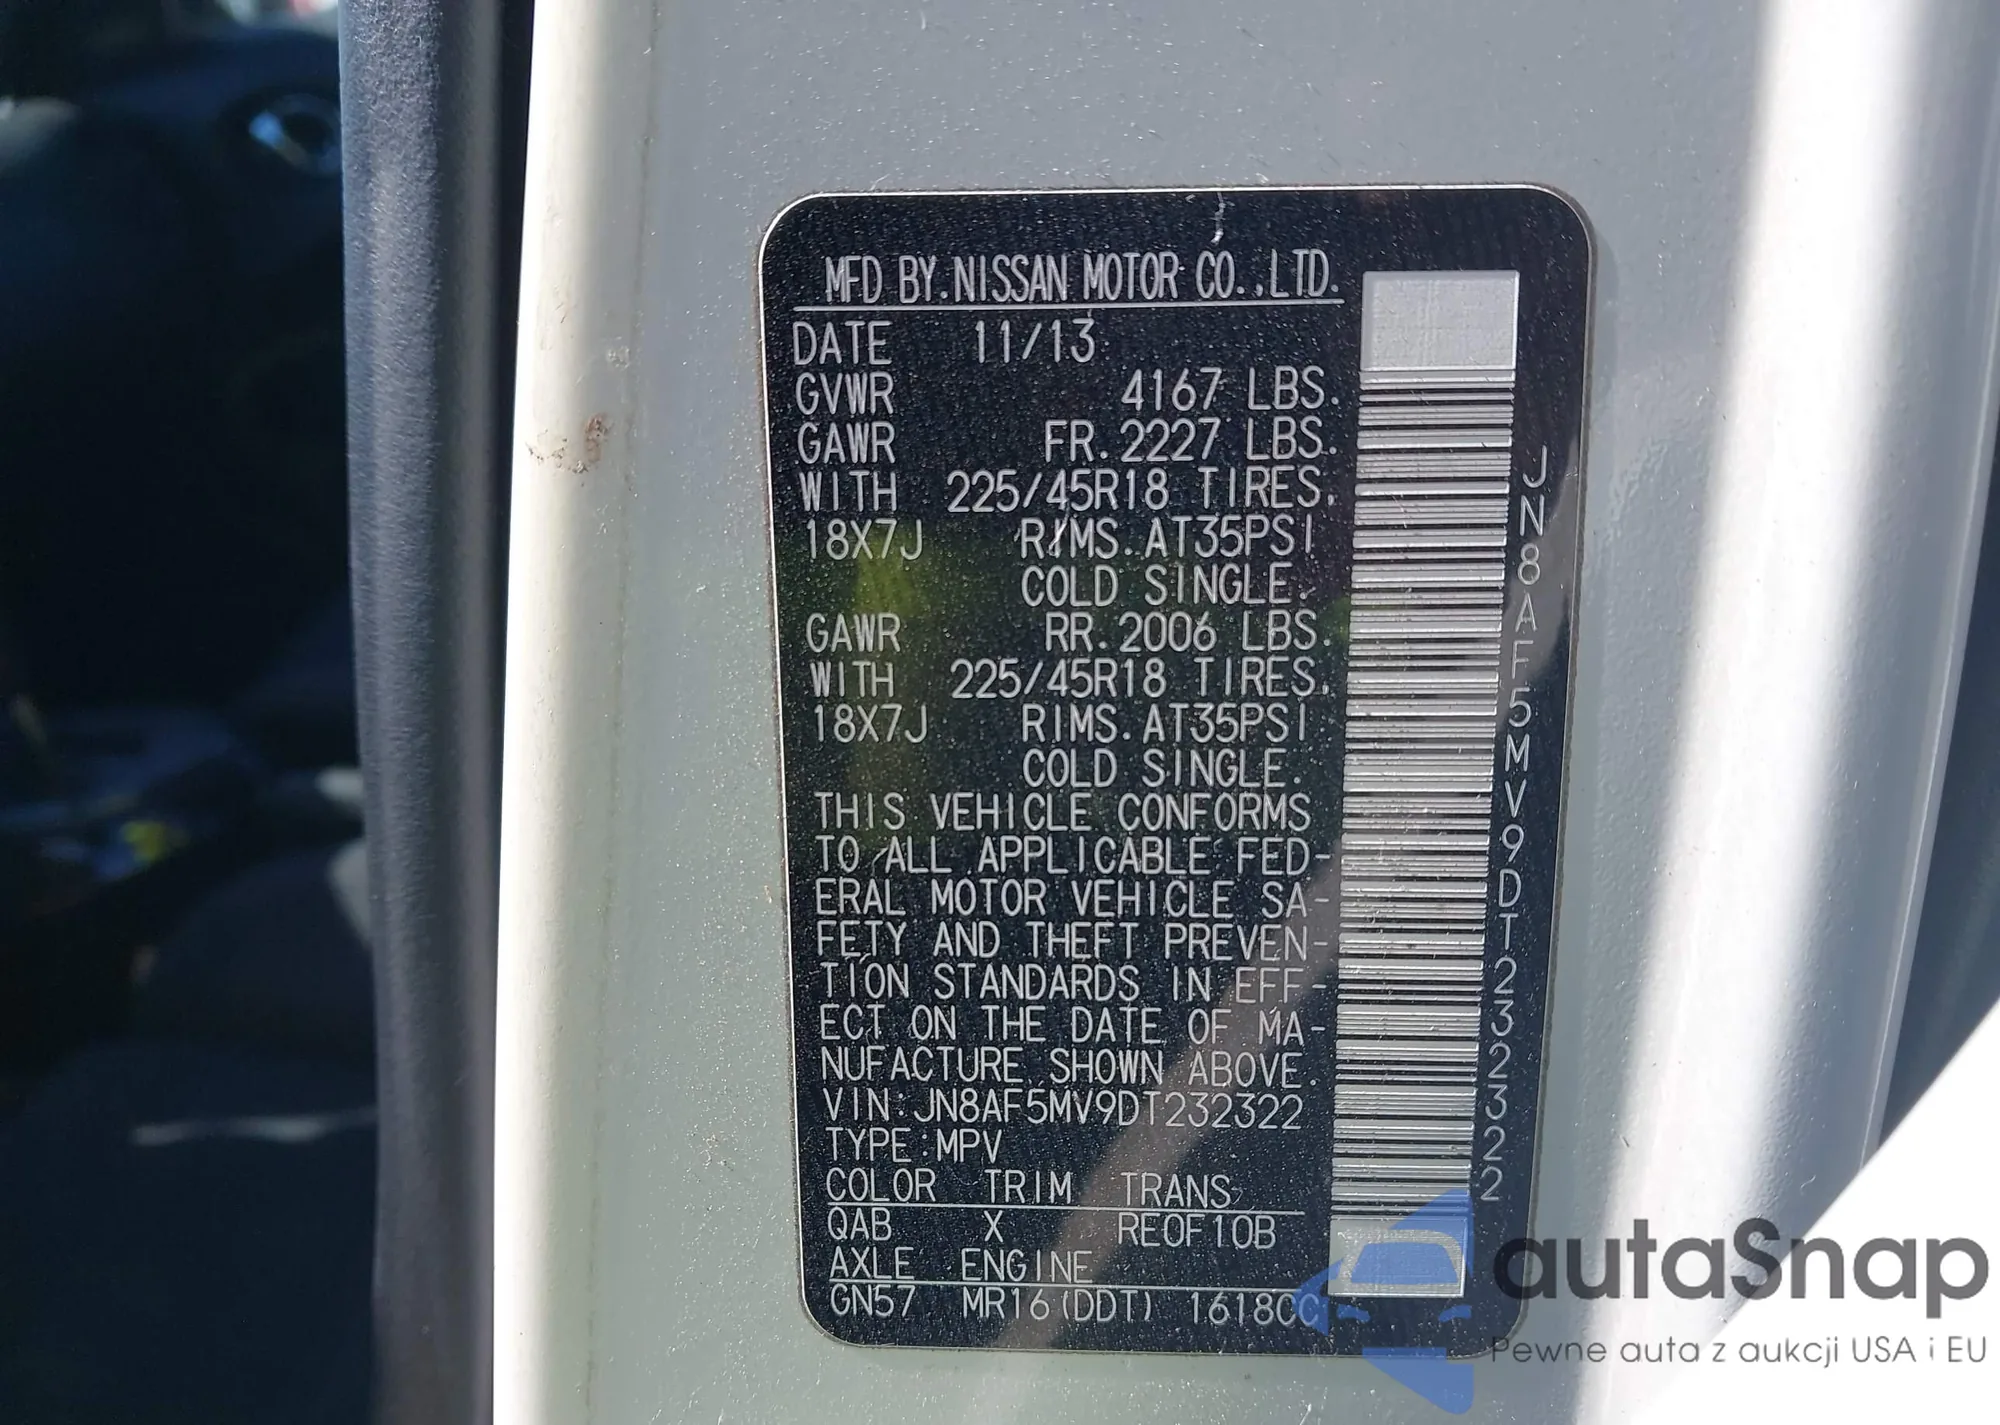 MFD BY.NISSAN MOTOR CO.,LTD.
DATE 11/13
GVWR 4167 LBS.
GAWR FR.2227 LBS.
WITH 225/45R18 TIRES,
18X7J RIMS.AT35PSI
COLD SINGLE.
GAWR RR.2006 LBS.
WITH 225/45R18 TIRES,
18X7J RIMS.AT35PSI
COLD SINGLE.
THIS VEHICLE CONFORMS
TO ALL APPLICABLE FED-
ERAL MOTOR VEHICLE SA-
FETY AND THEFT PREVEN-
TION STANDARDS IN EFF-
ECT ON THE DATE OF MA-
NUFACTURE SHOWN ABOVE.
VIN:JN8AF5MV9DT232322
TYPE:MPV
COLOR TRIM TRANS
QAB X RE0F10B
AXLE ENGINE
GN57 MR16(DDT) 1618CC
JN8AF5MV9DT232322
autaSnap
Pewne auta z aukcji USA i EU